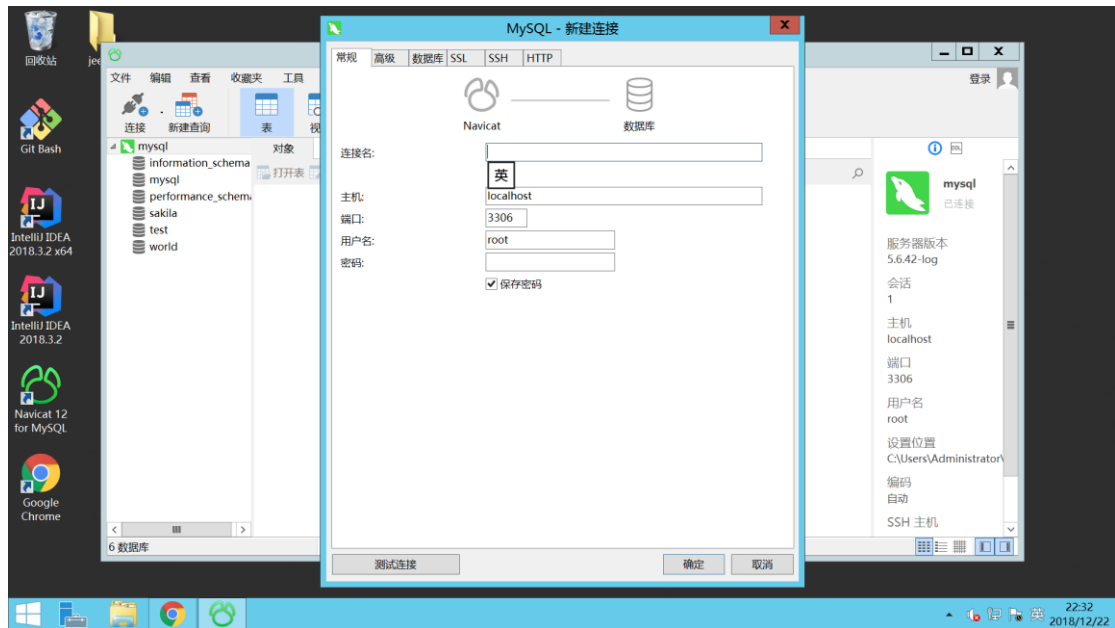 回收站
jee
Git Bash
IntelliJ IDEA
2018.3.2 x64
IntelliJ IDEA
2018.3.2
Navicat 12
for MySQL
Google
Chrome
文件 编辑 查看 收藏夹 工具
登录
连接 新建查询 表 视
mysql
information_schema
mysql
performance_schema
sakila
test
world
对象
打开表
6 数据库
MySQL - 新建连接
X
常规 高级 数据库 SSL SSH HTTP
Navicat 数据库
连接名:
英
主机: localhost
端口: 3306
用户名: root
密码:
保存密码
测试连接 确定 取消
X
DDL
mysql
已连接
服务器版本
5.6.42-log
会话
1
主机
localhost
端口
3306
用户名
root
设置位置
C:\Users\Administrator\
编码
自动
SSH 主机
英
22:32
2018/12/22